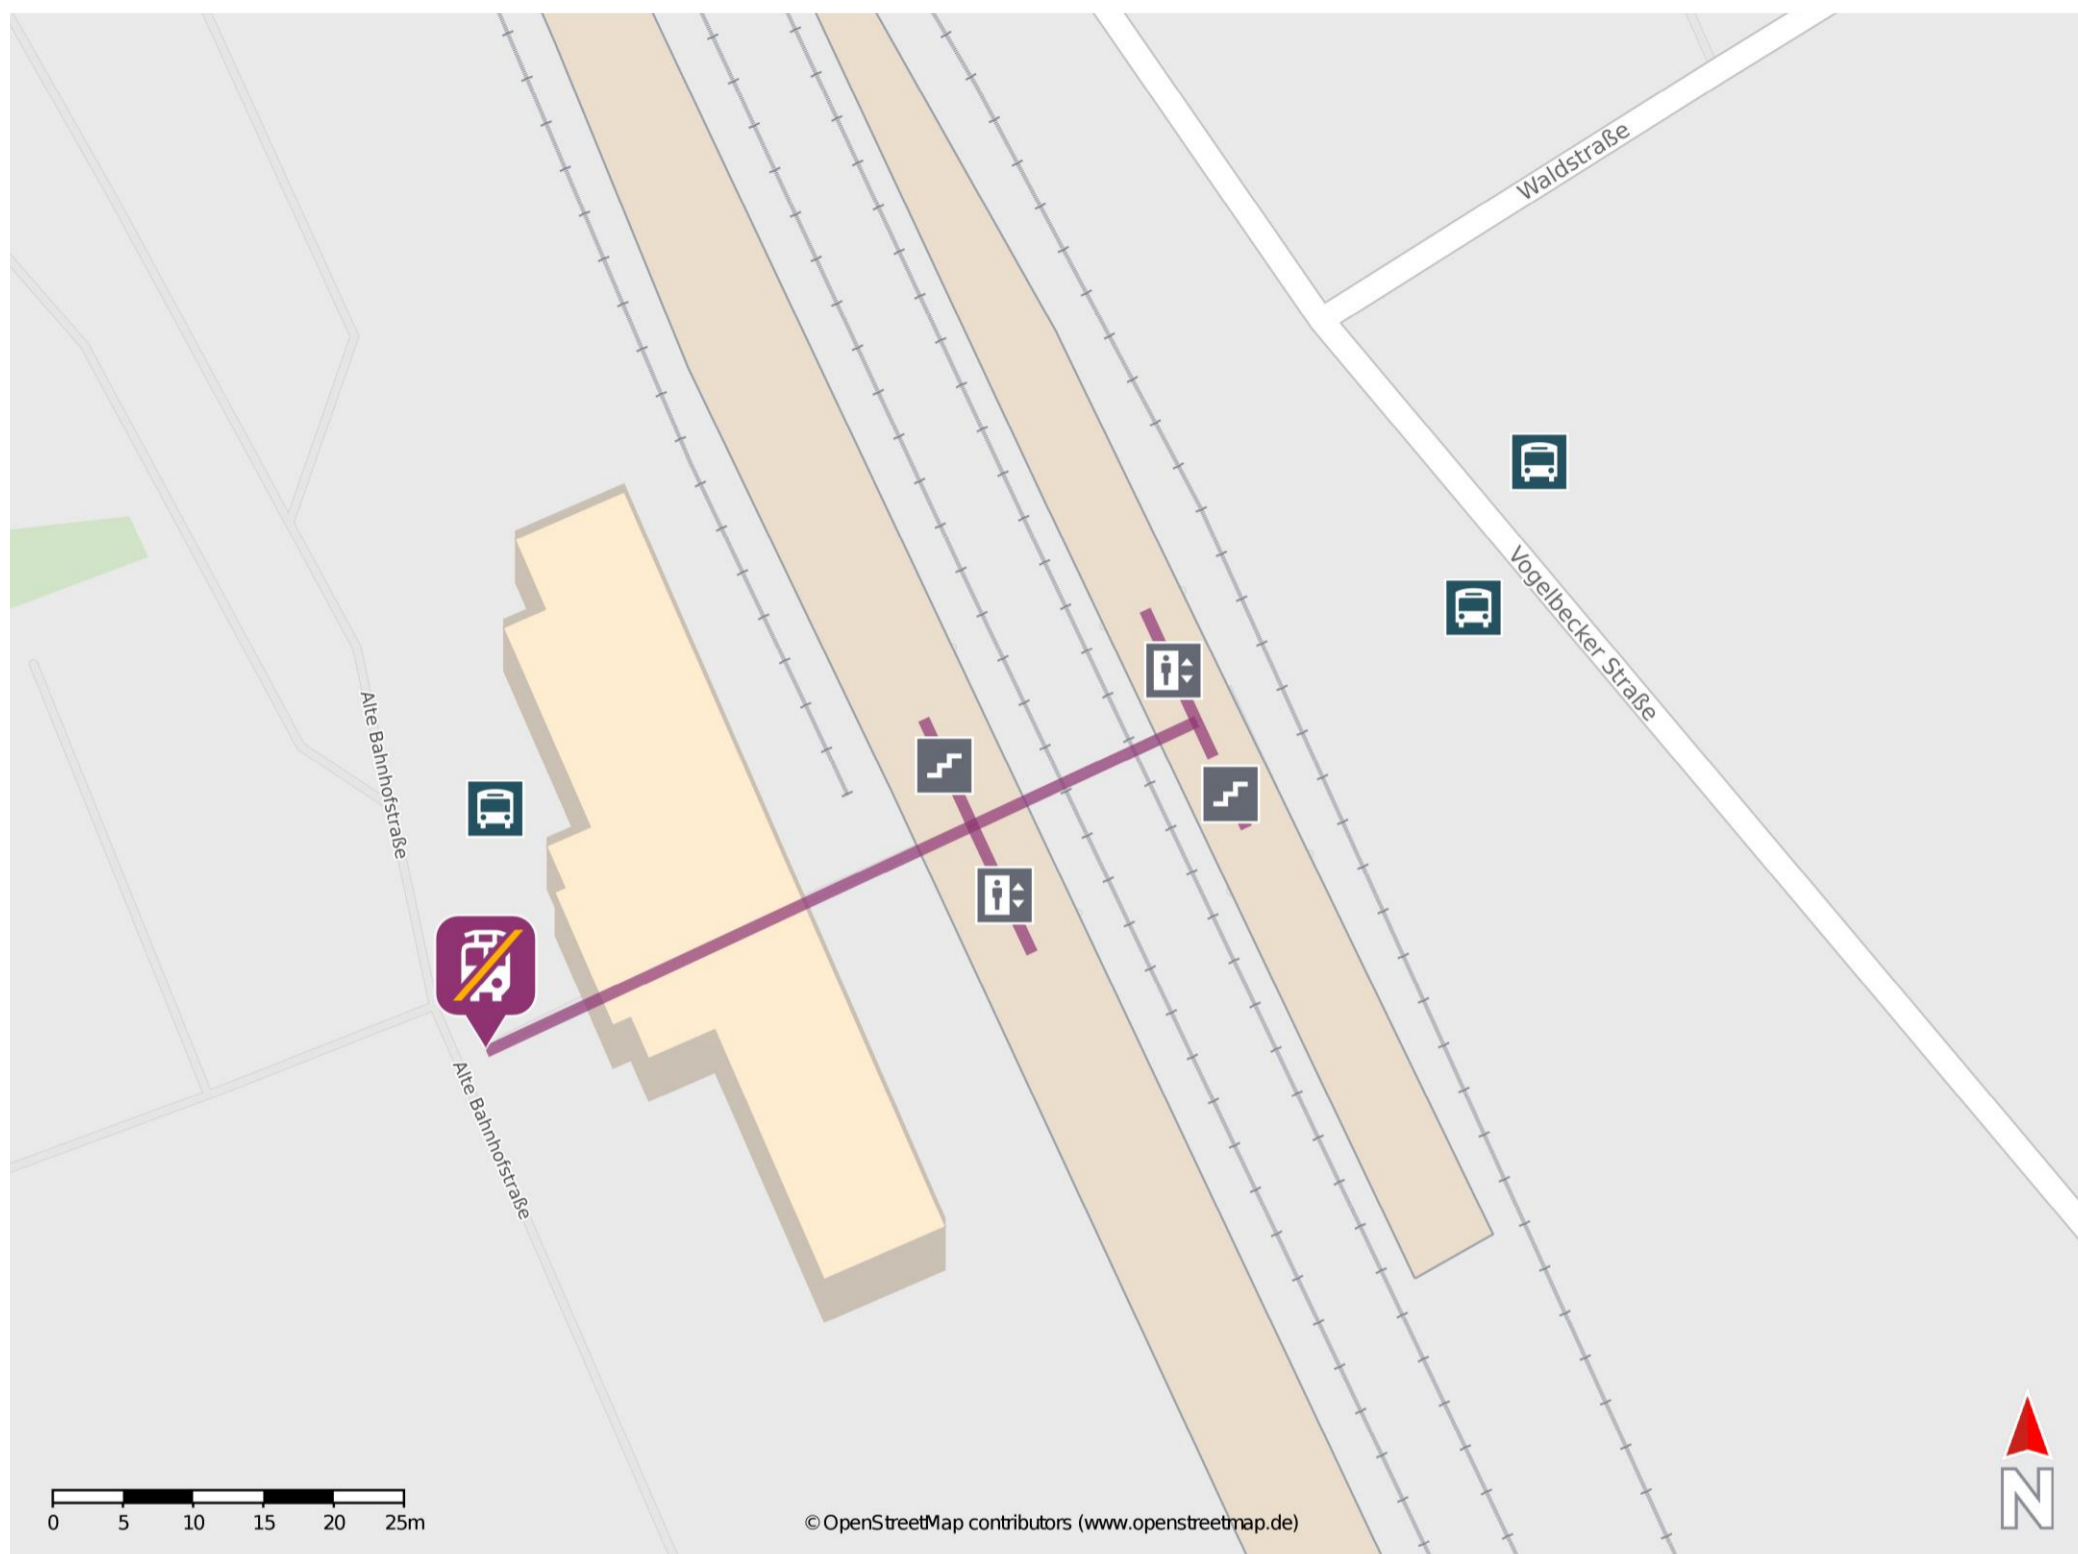 Waldstraße
Vogelbecker Straße
Alte Bahnhofstraße
Alte Bahnhofstraße
0 5 10 15 20 25m
© OpenStreetMap contributors (www.openstreetmap.de)
N